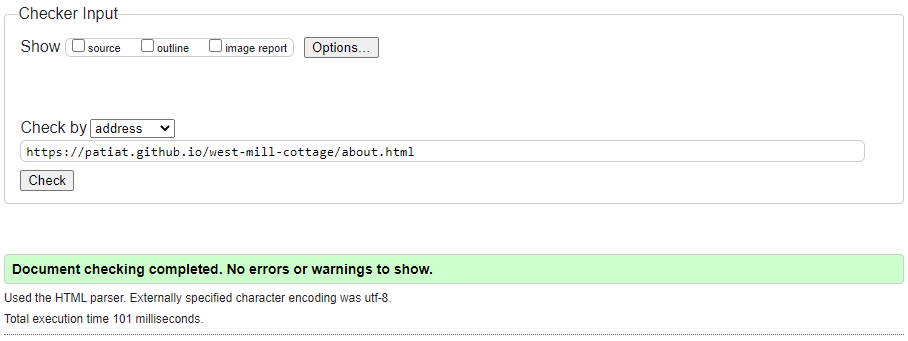 Checker Input
Show source outline image report Options...
Check by address
https://patiat.github.io/west-mill-cottage/about.html
Check
Document checking completed. No errors or warnings to show.
Used the HTML parser. Externally specified character encoding was utf-8.
Total execution time 101 milliseconds.